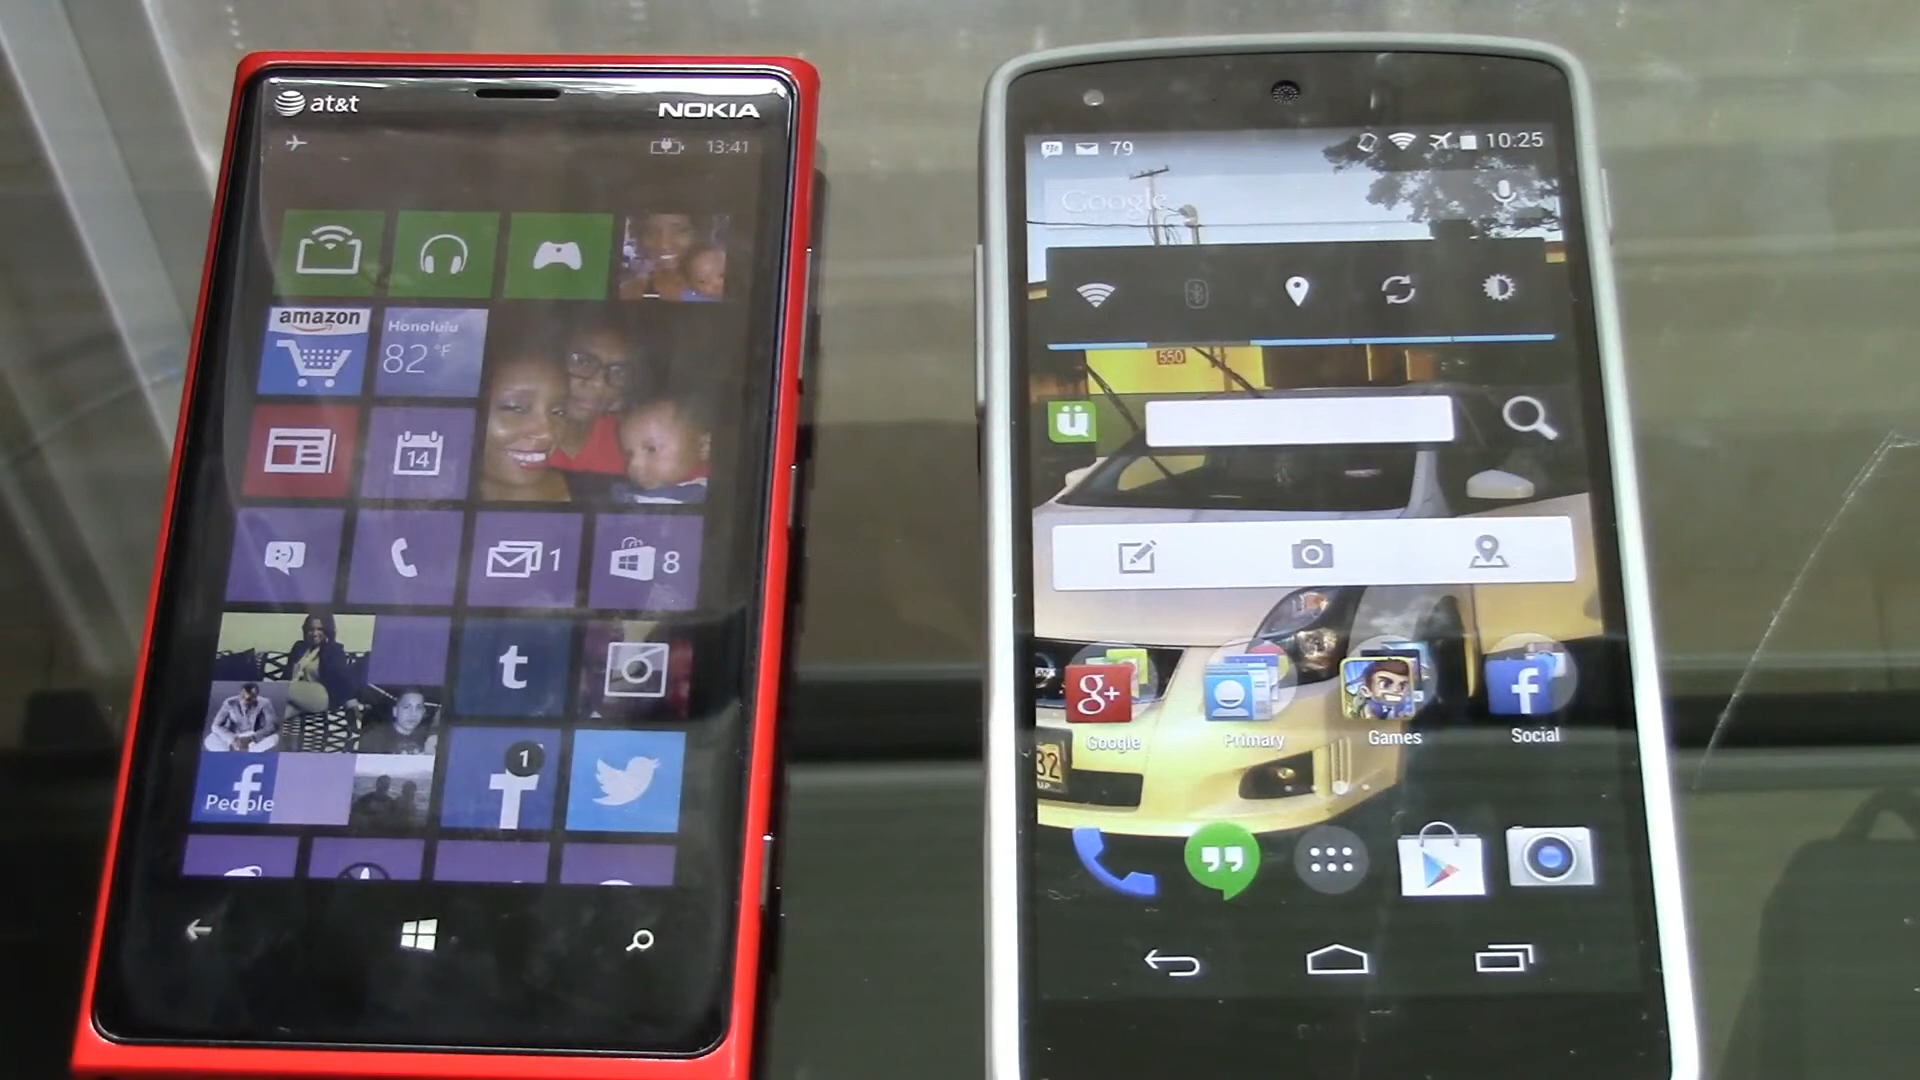 at&t
NOKIA
13:41
amazon
Honolulu
82 °F
14
1
8
t
1
f
People
f
79
10:25
Google
550
ü
g+
f
Google
Primary
Games
Social
32